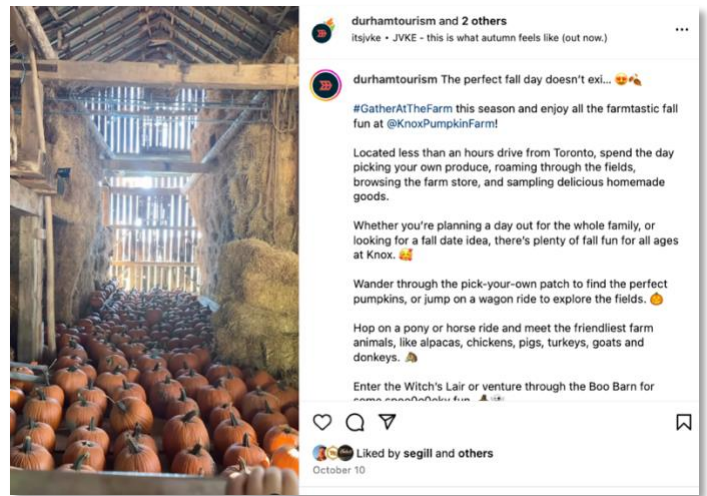 durhamtourism and 2 others
itsjvke • JVKE - this is what autumn feels like (out now.)
durhamtourism The perfect fall day doesn't exi... 😍🍂
#GatherAtTheFarm this season and enjoy all the farmtastic fall
fun at @KnoxPumpkinFarm!
Located less than an hours drive from Toronto, spend the day
picking your own produce, roaming through the fields,
browsing the farm store, and sampling delicious homemade
goods.
Whether you're planning a day out for the whole family, or
looking for a fall date idea, there's plenty of fall fun for all ages
at Knox. 🥰
Wander through the pick-your-own patch to find the perfect
pumpkins, or jump on a wagon ride to explore the fields. 🎃
Hop on a pony or horse ride and meet the friendliest farm
animals, like alpacas, chickens, pigs, turkeys, goats and
donkeys. 🐴
Enter the Witch's Lair or venture through the Boo Barn for
Liked by segill and others
October 10